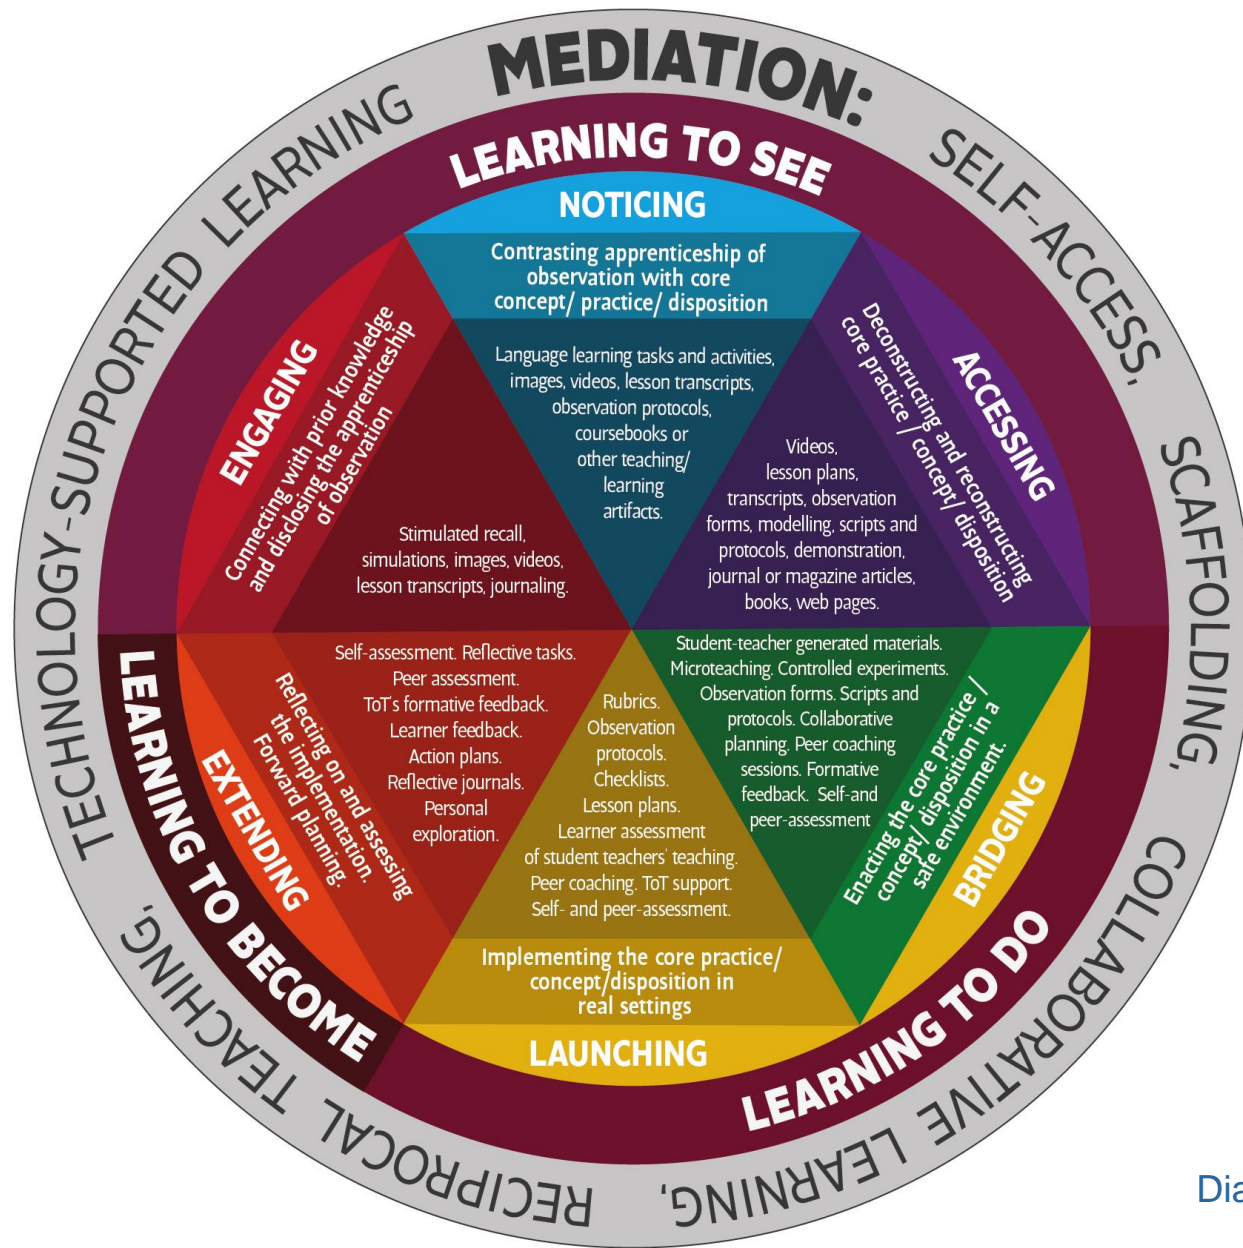 MEDIATION:
SELF-ACCESS,
SCAFFOLDING,
COLLABORATIVE LEARNING,
RECIPROCAL TEACHING,
TECHNOLOGY-SUPPORTED LEARNING
LEARNING TO SEE
NOTICING
Contrasting apprenticeship of
observation with core
concept/ practice/ disposition
Language learning tasks and activities,
images, videos, lesson transcripts,
observation protocols,
coursebooks or
other teaching/
learning
artifacts.
ACCESSING
Deconstructing and reconstructing
core practice / concept/ disposition
Videos,
lesson plans,
transcripts, observation
forms, modelling, scripts and
protocols, demonstration,
journal or magazine articles,
books, web pages.
LEARNING TO DO
BRIDGING
Enacting the core practice /
concept/ disposition in a
safe environment.
Student-teacher generated materials.
Microteaching. Controlled experiments.
Observation forms. Scripts and
protocols. Collaborative
planning. Peer coaching
sessions. Formative
feedback. Self-and
peer-assessment
Rubrics.
Observation
protocols.
Checklists.
Lesson plans.
Learner assessment
of student teachers' teaching.
Peer coaching. ToT support.
Self- and peer-assessment.
Implementing the core practice/
concept/disposition in
real settings
LAUNCHING
LEARNING TO BECOME
EXTENDING
Reflecting on and assessing
the implementation.
Forward planning.
Self-assessment. Reflective tasks.
Peer assessment.
ToT's formative feedback.
Learner feedback.
Action plans.
Reflective journals.
Personal
exploration.
ENGAGING
Connecting with prior knowledge
and disclosing the apprenticeship
of observation
Stimulated recall,
simulations, images, videos,
lesson transcripts, journaling.
Dia